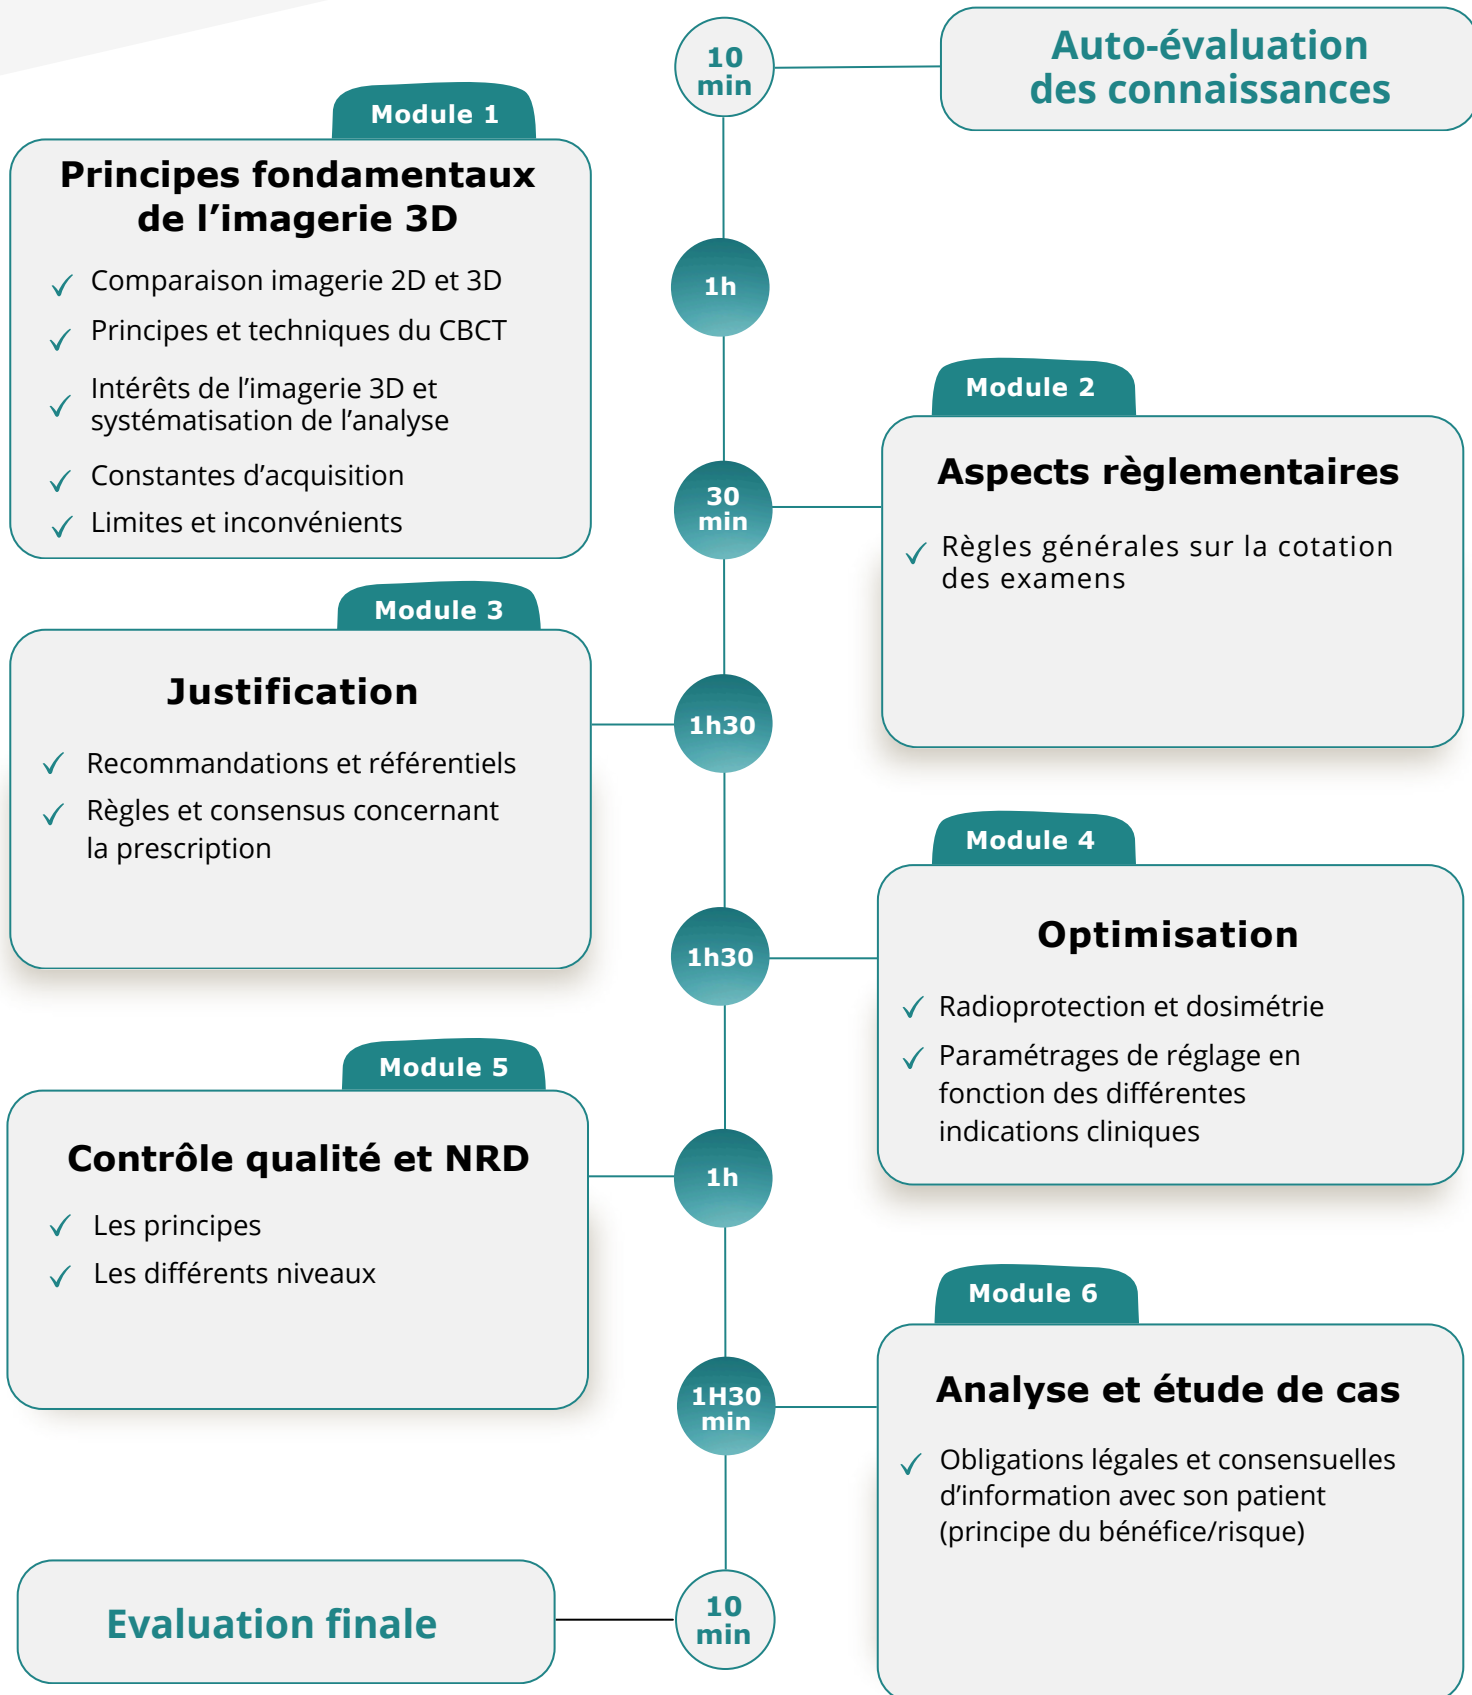 10
min
Auto-évaluation
des connaissances
Module 1
Principes fondamentaux
de l’imagerie 3D
Comparaison imagerie 2D et 3D
Principes et techniques du CBCT
Intérêts de l’imagerie 3D et
systématisation de l’analyse
Constantes d’acquisition
Limites et inconvénients
1h
Module 2
Aspects règlementaires
Règles générales sur la cotation
des examens
30
min
Module 3
Justification
Recommandations et référentiels
Règles et consensus concernant
la prescription
1h30
Module 4
Optimisation
Radioprotection et dosimétrie
Paramétrages de réglage en
fonction des différentes
indications cliniques
1h30
Module 5
Contrôle qualité et NRD
Les principes
Les différents niveaux
1h
Module 6
Analyse et étude de cas
Obligations légales et consensuelles
d’information avec son patient
(principe du bénéfice/risque)
1H30
min
Evaluation finale
10
min